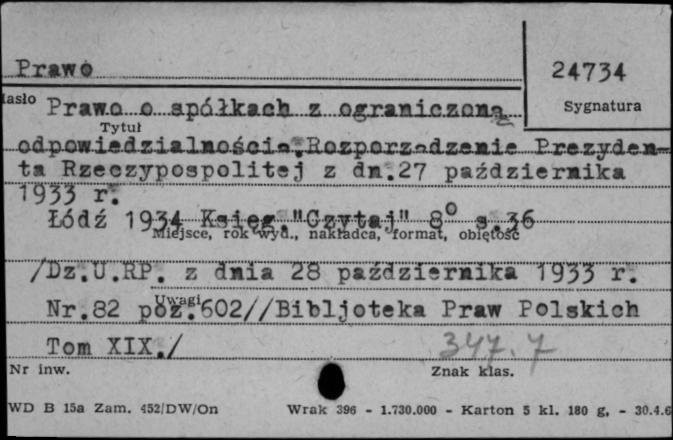 Prawo
24734
Hasło
Sygnatura
Prawo o spółkach z ograniczoną
Tytuł
odpowiedzialnością.Rozporządzenie Prezyden-
ta Rzeczypospolitej z dn.27 października
1933 r.
Łódź 1934 Księg."Czytaj" 8° s.36
Miejsce, rok wyd., nakładca, format, objętość
/Dz.U.RP. z dnia 28 października 1933 r.
Uwagi
Nr.82 poz.602//Bibljoteka Praw Polskich
Tom XIX./
347.7
Nr inw.
Znak klas.
WD B 15a Zam. 452/DW/On
Wrak 396 - 1.730.000 - Karton 5 kl. 180 g, - 30.4.6